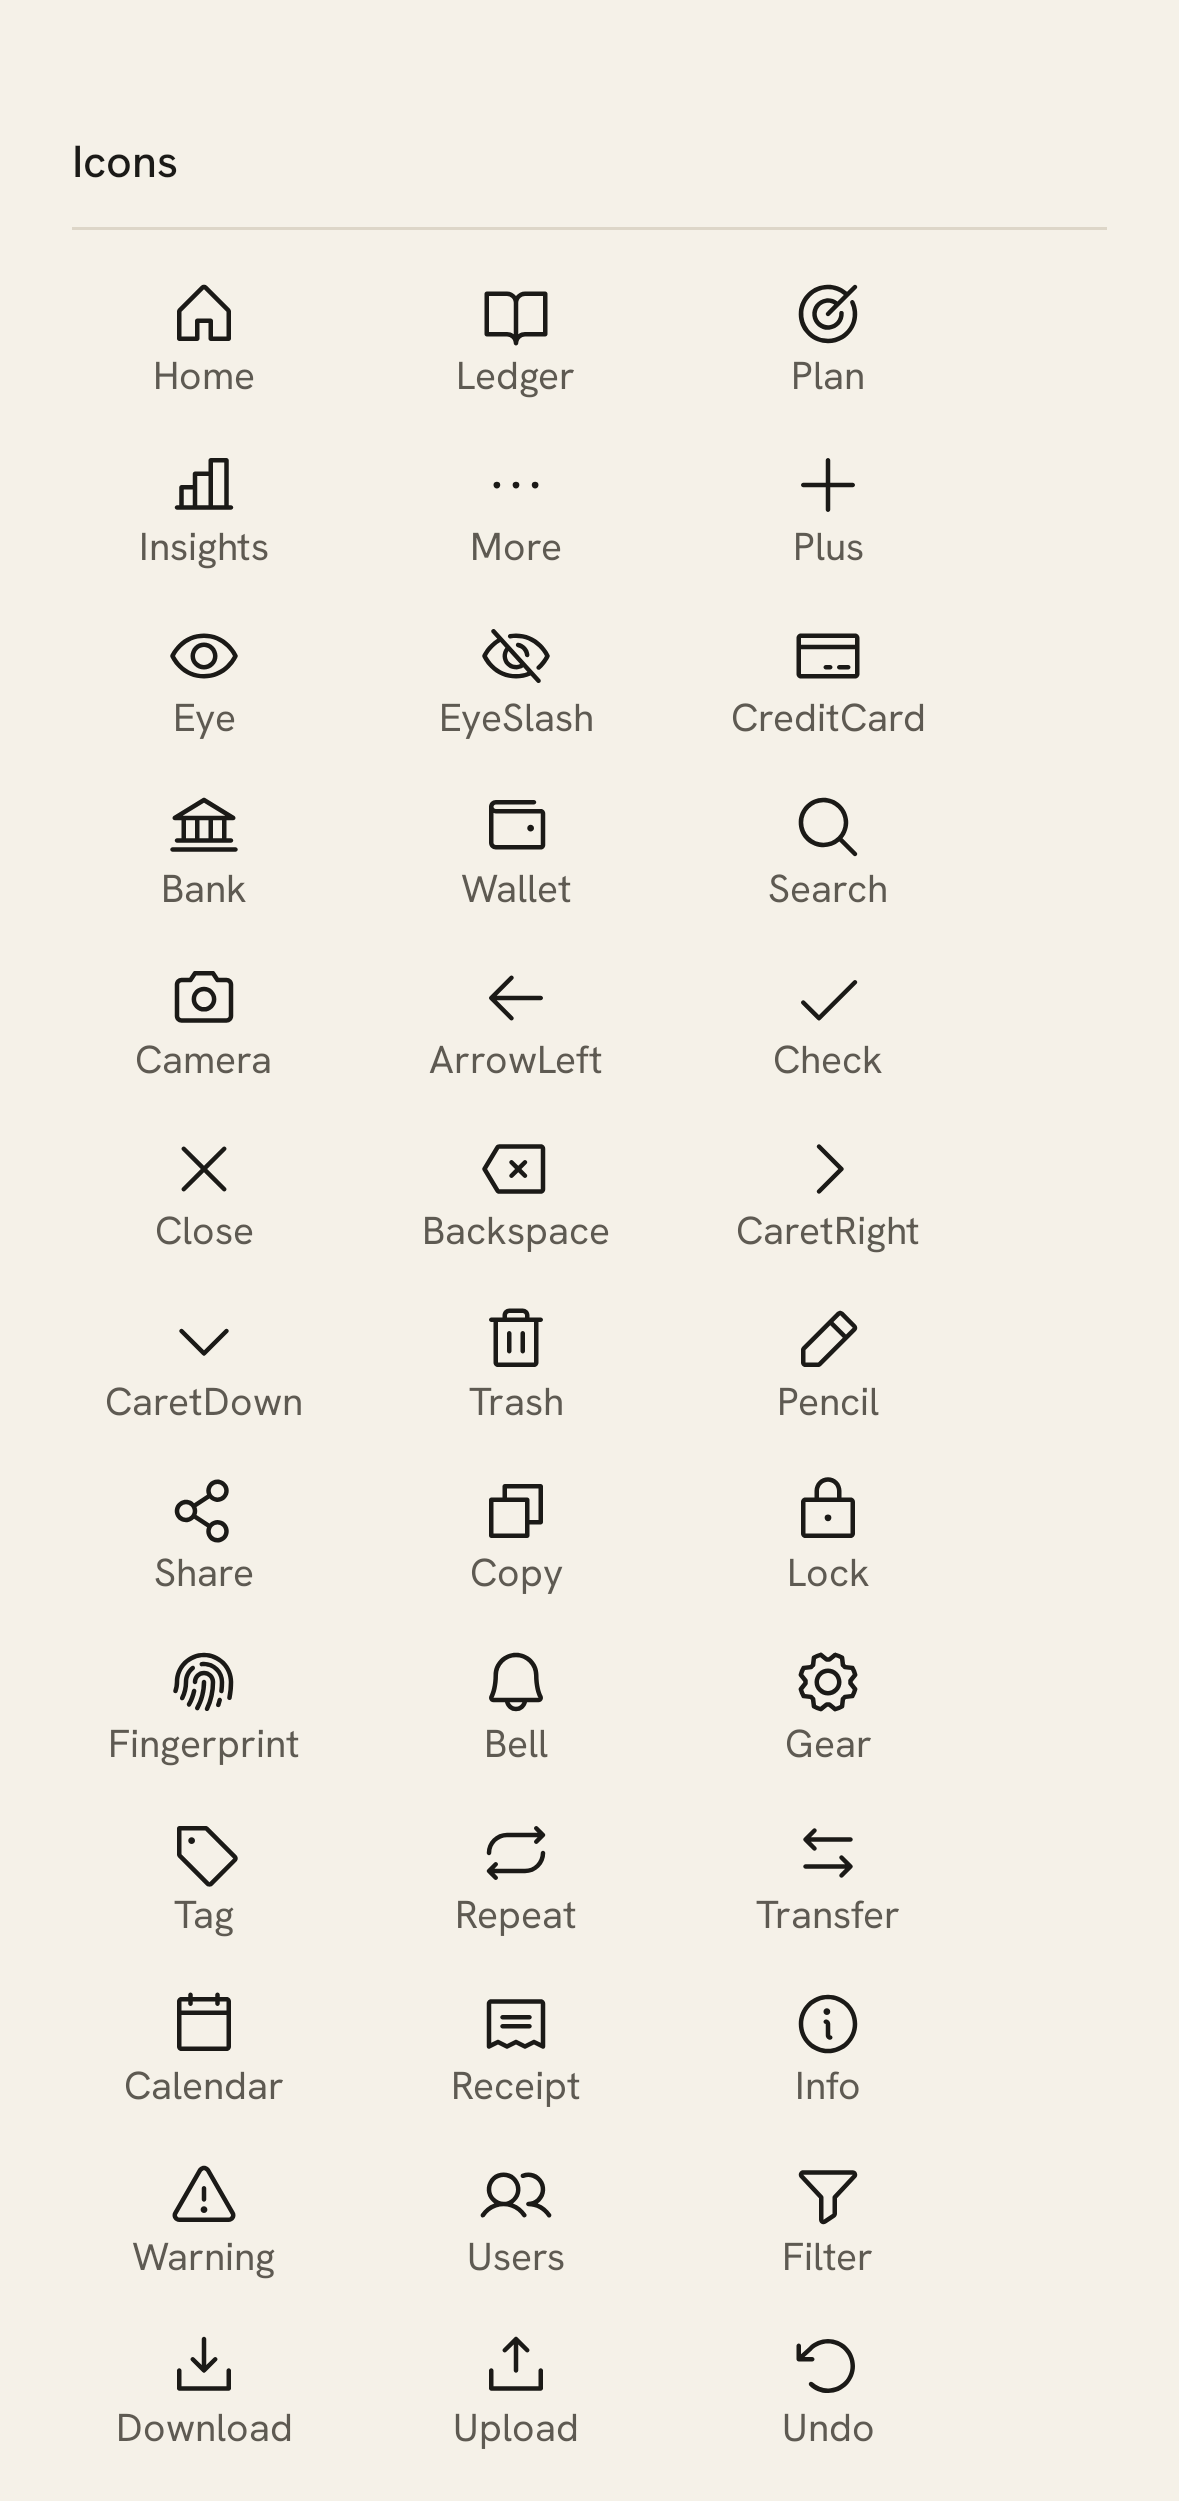 Icons
Home Ledger Plan
Insights More Plus
Eye EyeSlash CreditCard
Bank Wallet Search
Camera ArrowLeft Check
Close Backspace CaretRight
CaretDown Trash Pencil
Share Copy Lock
Fingerprint Bell Gear
Tag Repeat Transfer
Calendar Receipt Info
Warning Users Filter
Download Upload Undo